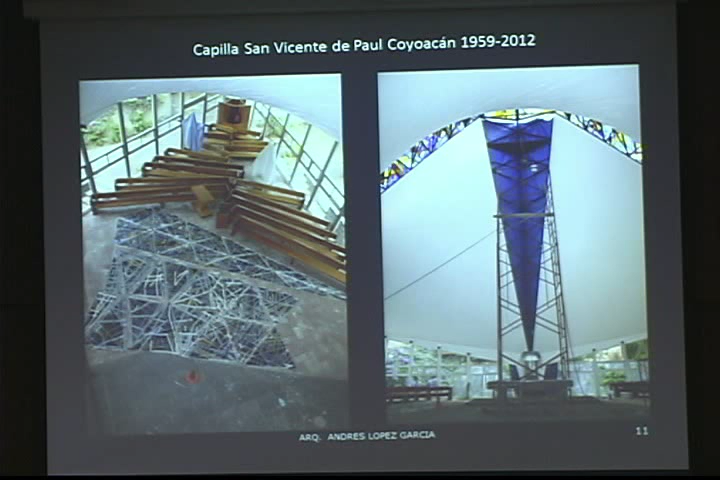 Capilla San Vicente de Paul Coyoacán 1959-2012
ARQ. ANDRES LOPEZ GARCIA
11